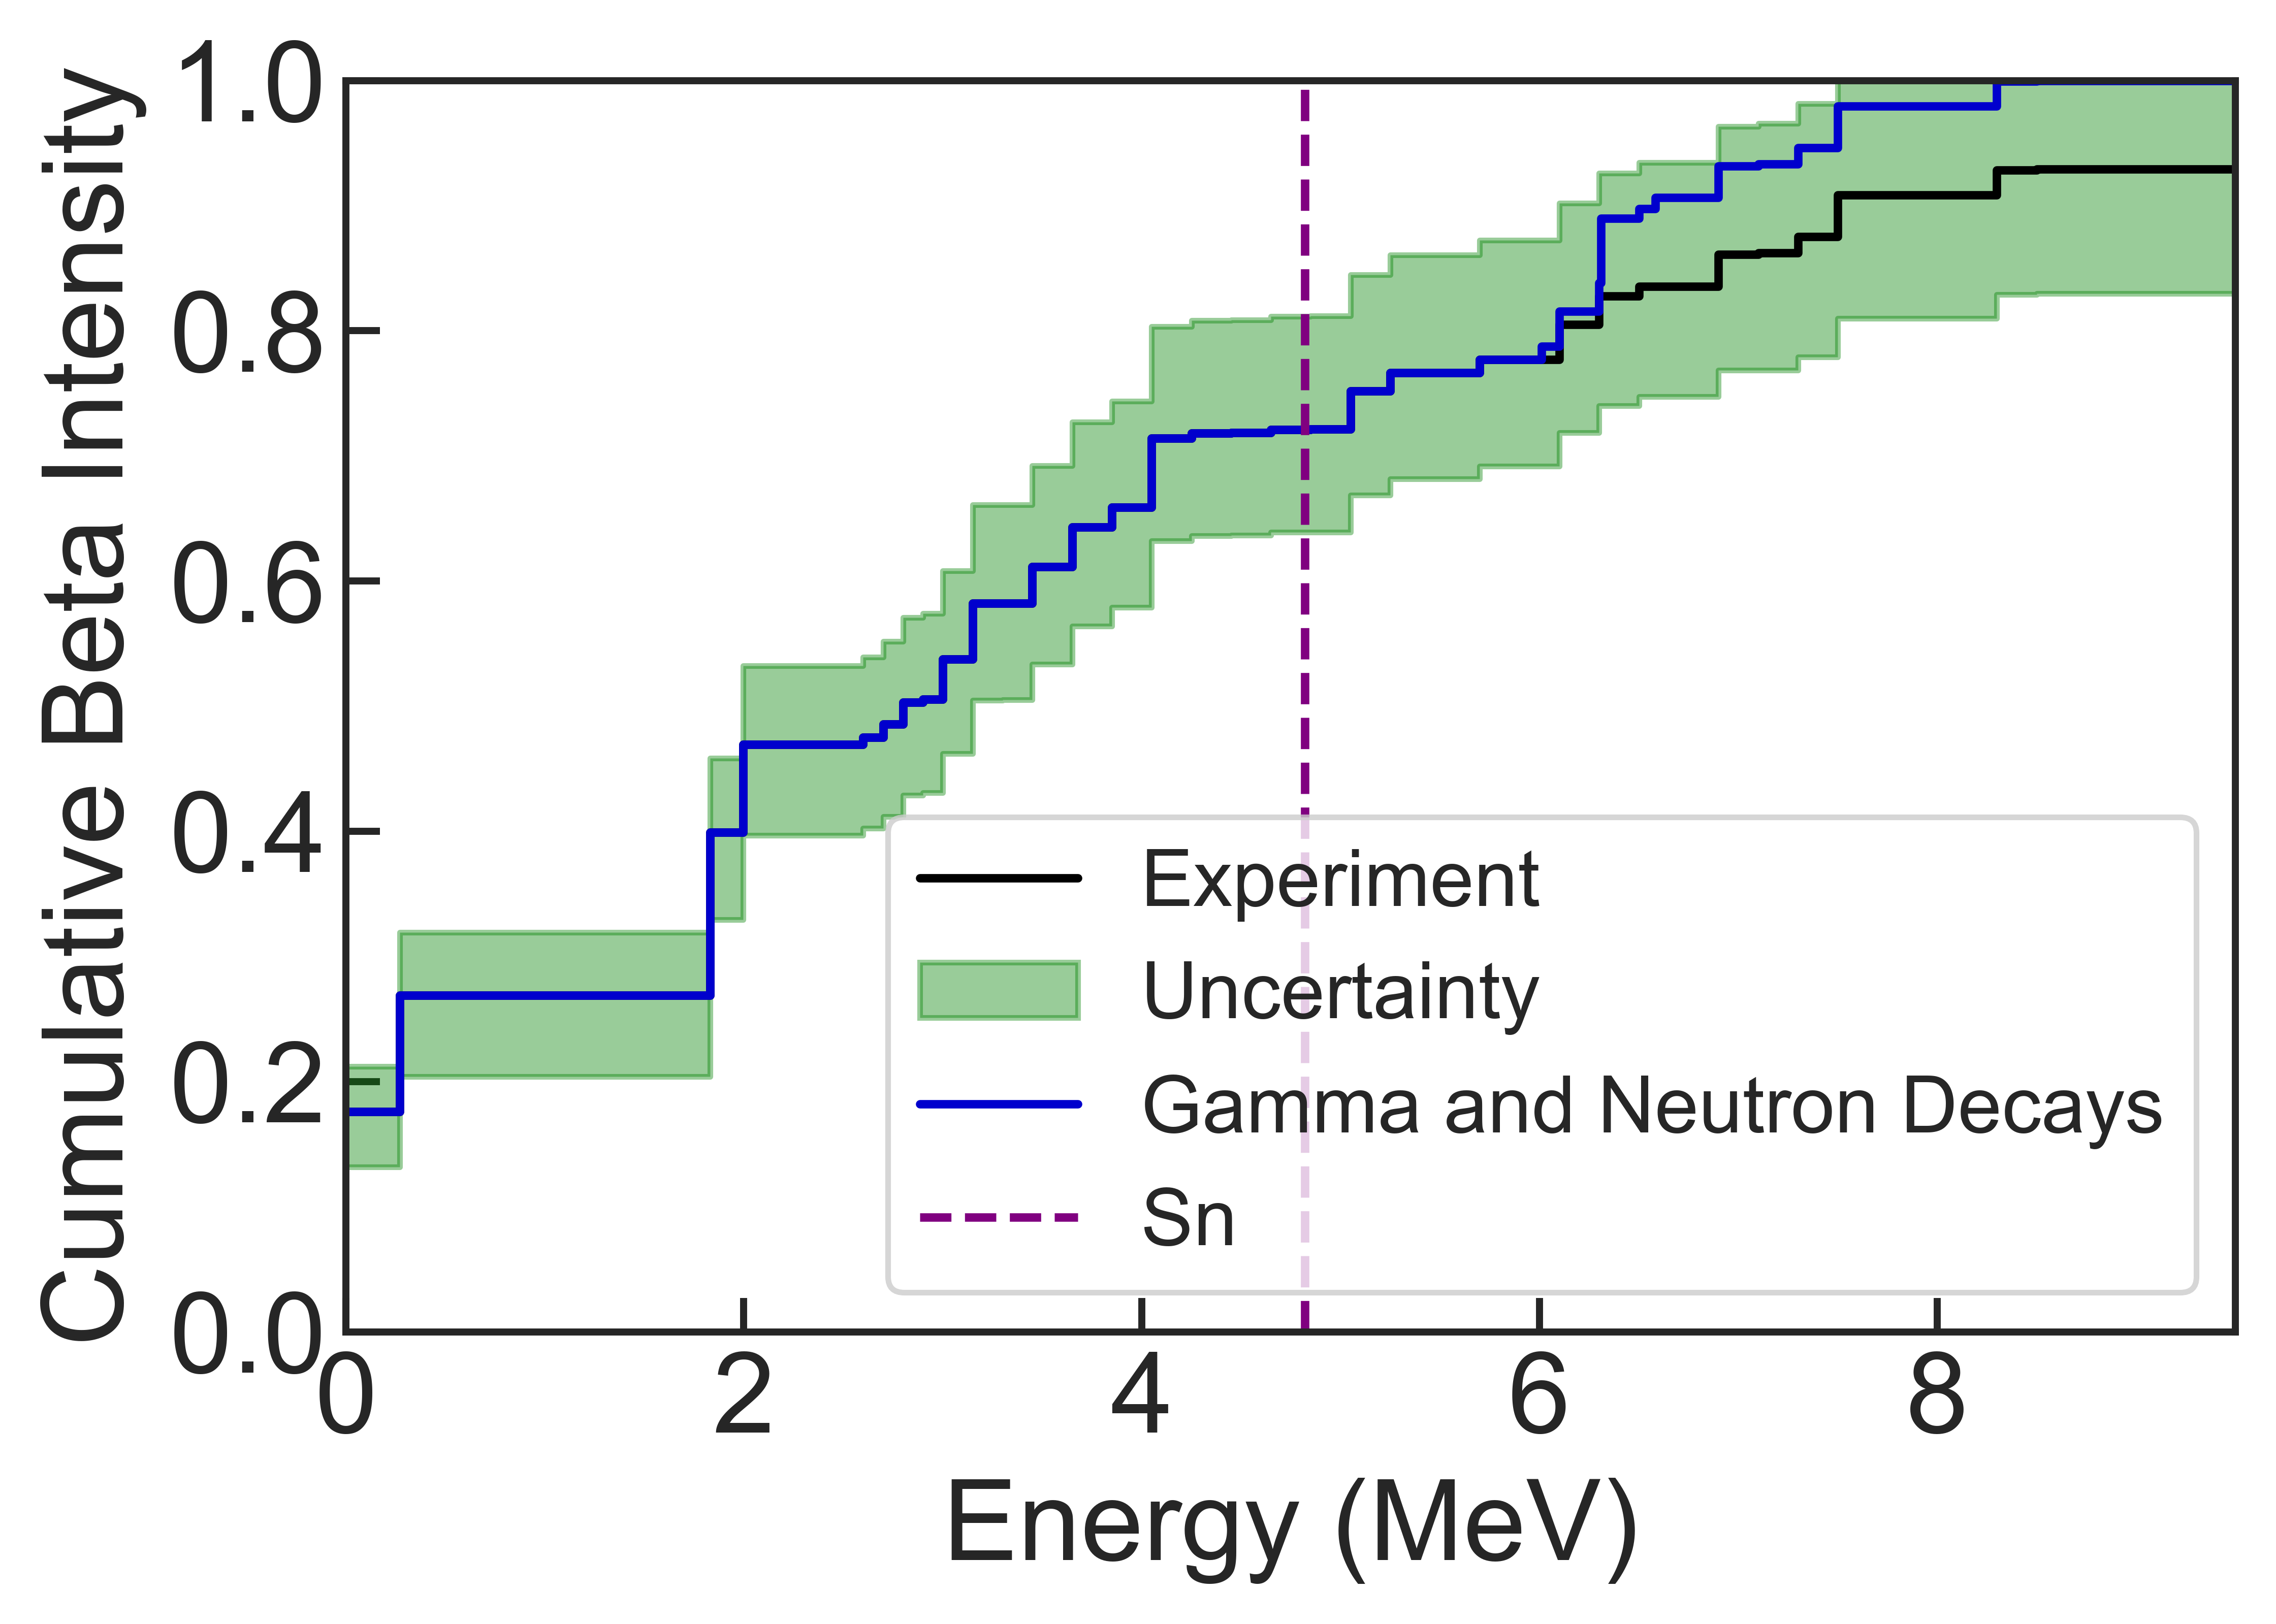 Cumulative Beta Intensity
1.0
0.8
0.6
0.4
0.2
0.0
Experiment
Uncertainty
Gamma and Neutron Decays
Sn
0 2 4 6 8
Energy (MeV)